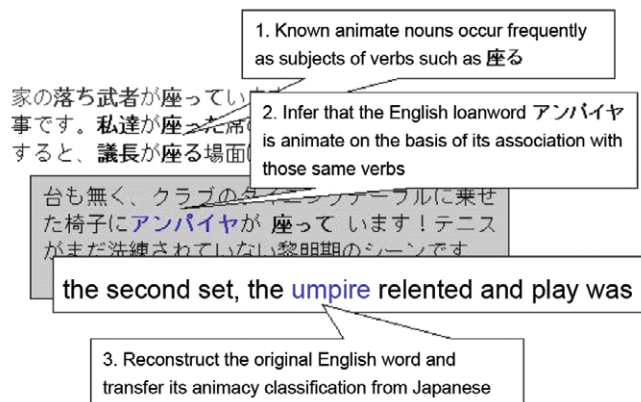 1. Known animate nouns occur frequently
as subjects of verbs such as 座る
家の落ち武者が座ってい
事です。私達が座った席
すると、議長が座る場面
2. Infer that the English loanword アンパイヤ
is animate on the basis of its association with
those same verbs
台も無く、クラブのダイニングテーブルに乗せ
た椅子にアンパイヤが 座って います！テニス
がまだ洗練されていない黎明期のシーンです
the second set, the umpire relented and play was
3. Reconstruct the original English word and
transfer its animacy classification from Japanese